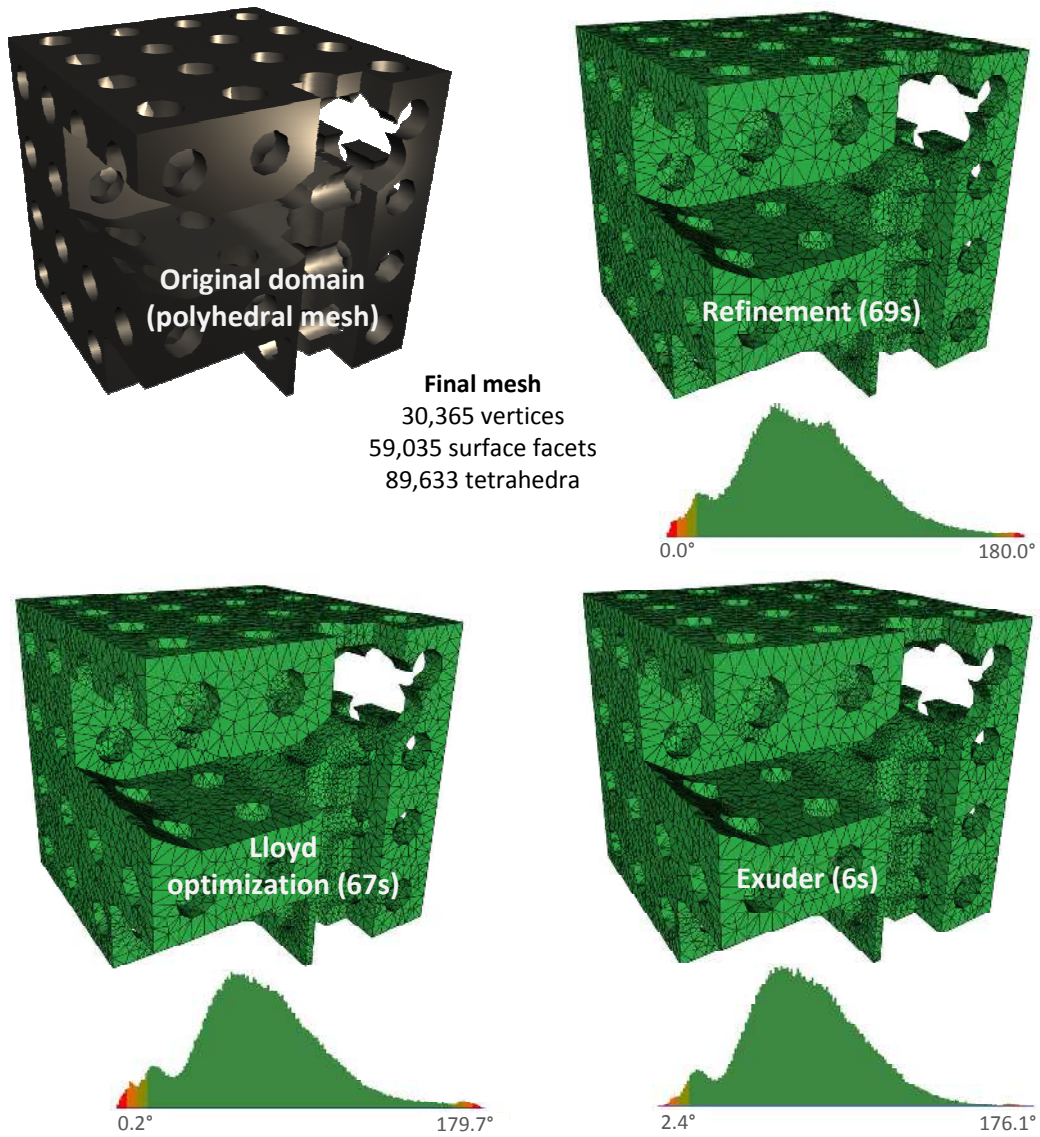 Original domain
(polyhedral mesh)
Refinement (69s)
Final mesh
30,365 vertices
59,035 surface facets
89,633 tetrahedra
0.0° 180.0°
Lloyd
optimization (67s)
Exuder (6s)
0.2° 179.7°
2.4° 176.1°